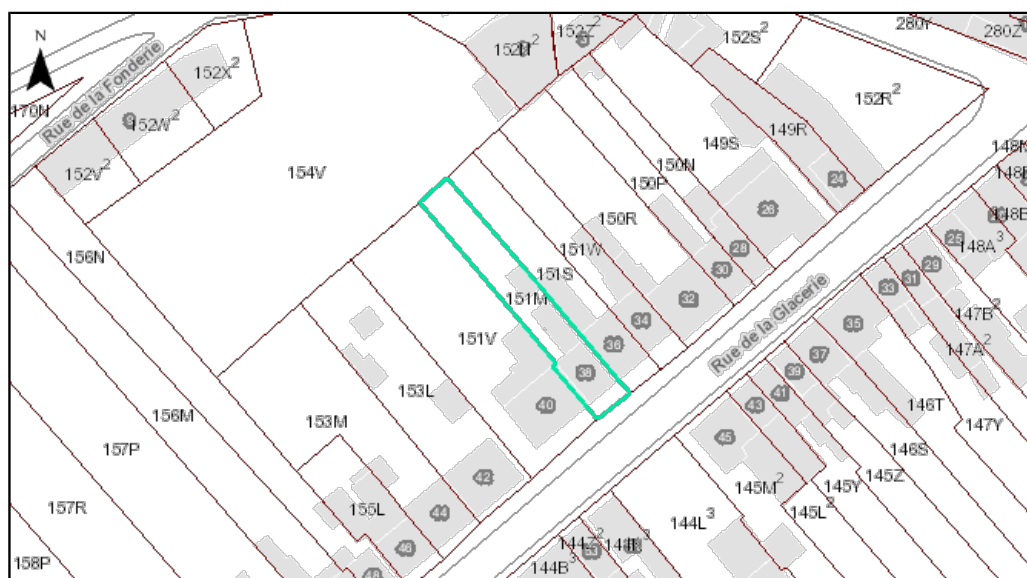 N
Rue de la Fonderie
170N
152X²
152W²
152V²
152Z²
152S²
280Y
280Z²
152R²
149R
149S
24
154V
150N
150P
150R
26
28
30
32
34
36
38
40
151W
151S
151M
151V
156N
153L
153M
156M
157P
157R
158P
155L
42
44
46
48
Rue de la Glacerie
25
29
31
33
35
37
39
41
43
45
148A³
147B²
147A²
146T
147Y
146S
145Z
145Y
145L²
145M²
144L³
144B³
53